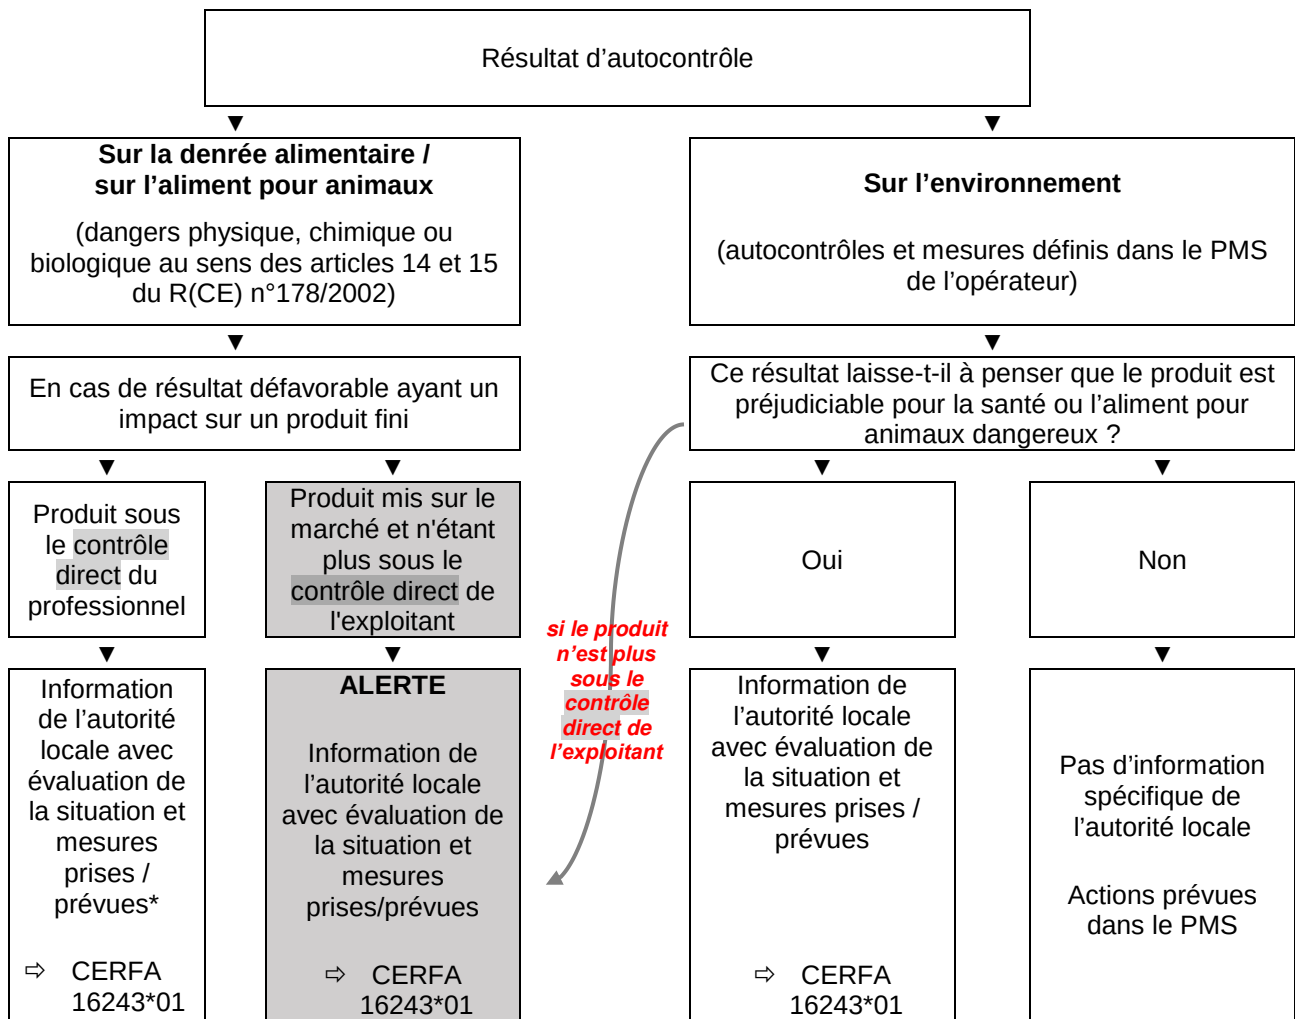 Résultat d’autocontrôle
▼
▼
Sur la denrée alimentaire /
sur l’aliment pour animaux
(dangers physique, chimique ou
biologique au sens des articles 14 et 15
du R(CE) n°178/2002)
Sur l’environnement
(autocontrôles et mesures définis dans le PMS
de l’opérateur)
▼
▼
En cas de résultat défavorable ayant un
impact sur un produit fini
Ce résultat laisse-t-il à penser que le produit est
préjudiciable pour la santé ou l’aliment pour
animaux dangereux ?
▼
▼
▼
▼
Produit sous
le contrôle
direct du
professionnel
Produit mis sur le
marché et n'étant
plus sous le
contrôle direct de
l'exploitant
si le produit
n’est plus
sous le
contrôle
direct de
l’exploitant
Oui
Non
▼
▼
▼
▼
Information
de l’autorité
locale avec
évaluation de
la situation et
mesures
prises /
prévues*
⇨ CERFA
16243*01
ALERTE
Information de
l’autorité locale
avec évaluation de
la situation et
mesures
prises/prévues
⇨ CERFA
16243*01
Information de
l’autorité locale
avec évaluation de
la situation et
mesures prises /
prévues
⇨ CERFA
16243*01
Pas d’information
spécifique de
l’autorité locale
Actions prévues
dans le PMS